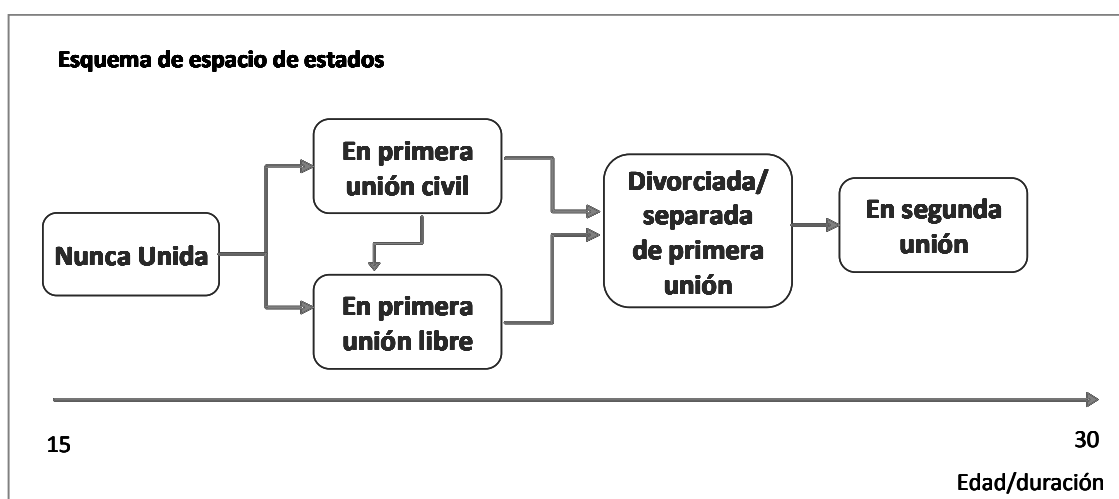 Esquema de espacio de estados
En primera
unión civil
Nunca Unida
En primera
unión libre
Divorciada/
separada
de primera
unión
En segunda
unión
15
30
Edad/duración